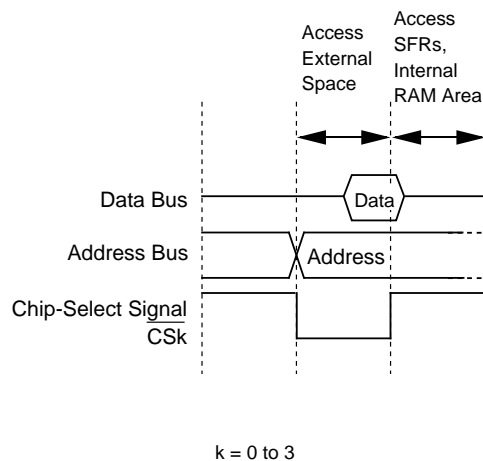 Access
External
Space
Access
SFRs,
Internal
RAM Area
Data Bus
Data
Address Bus
Address
Chip-Select Signal
CSk
k = 0 to 3